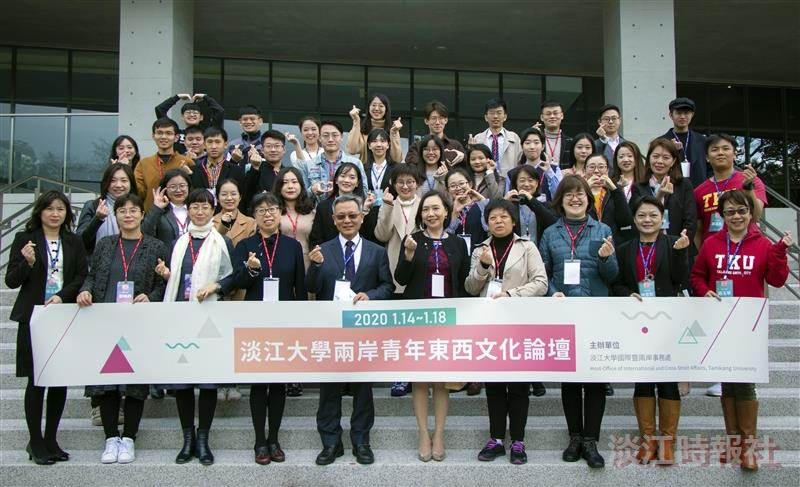 TKU
TKU
2020 1.14~1.18
淡江大學兩岸青年東西文化論壇
主辦單位
淡江大學國際暨兩岸事務處
Host-Office of International and Cross-Strait Affairs, Tamkang University
淡江時報社